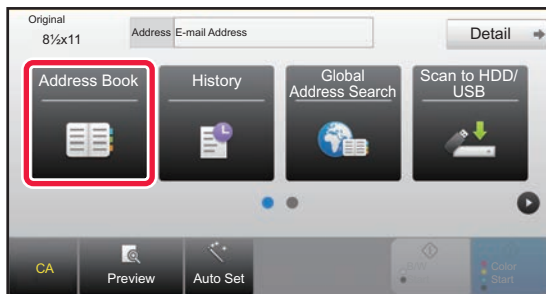 Original
8½x11
Address E-mail Address
Detail
Address Book
History
Global
Address Search
Scan to HDD/
USB
CA
Preview
Auto Set
Color
Start